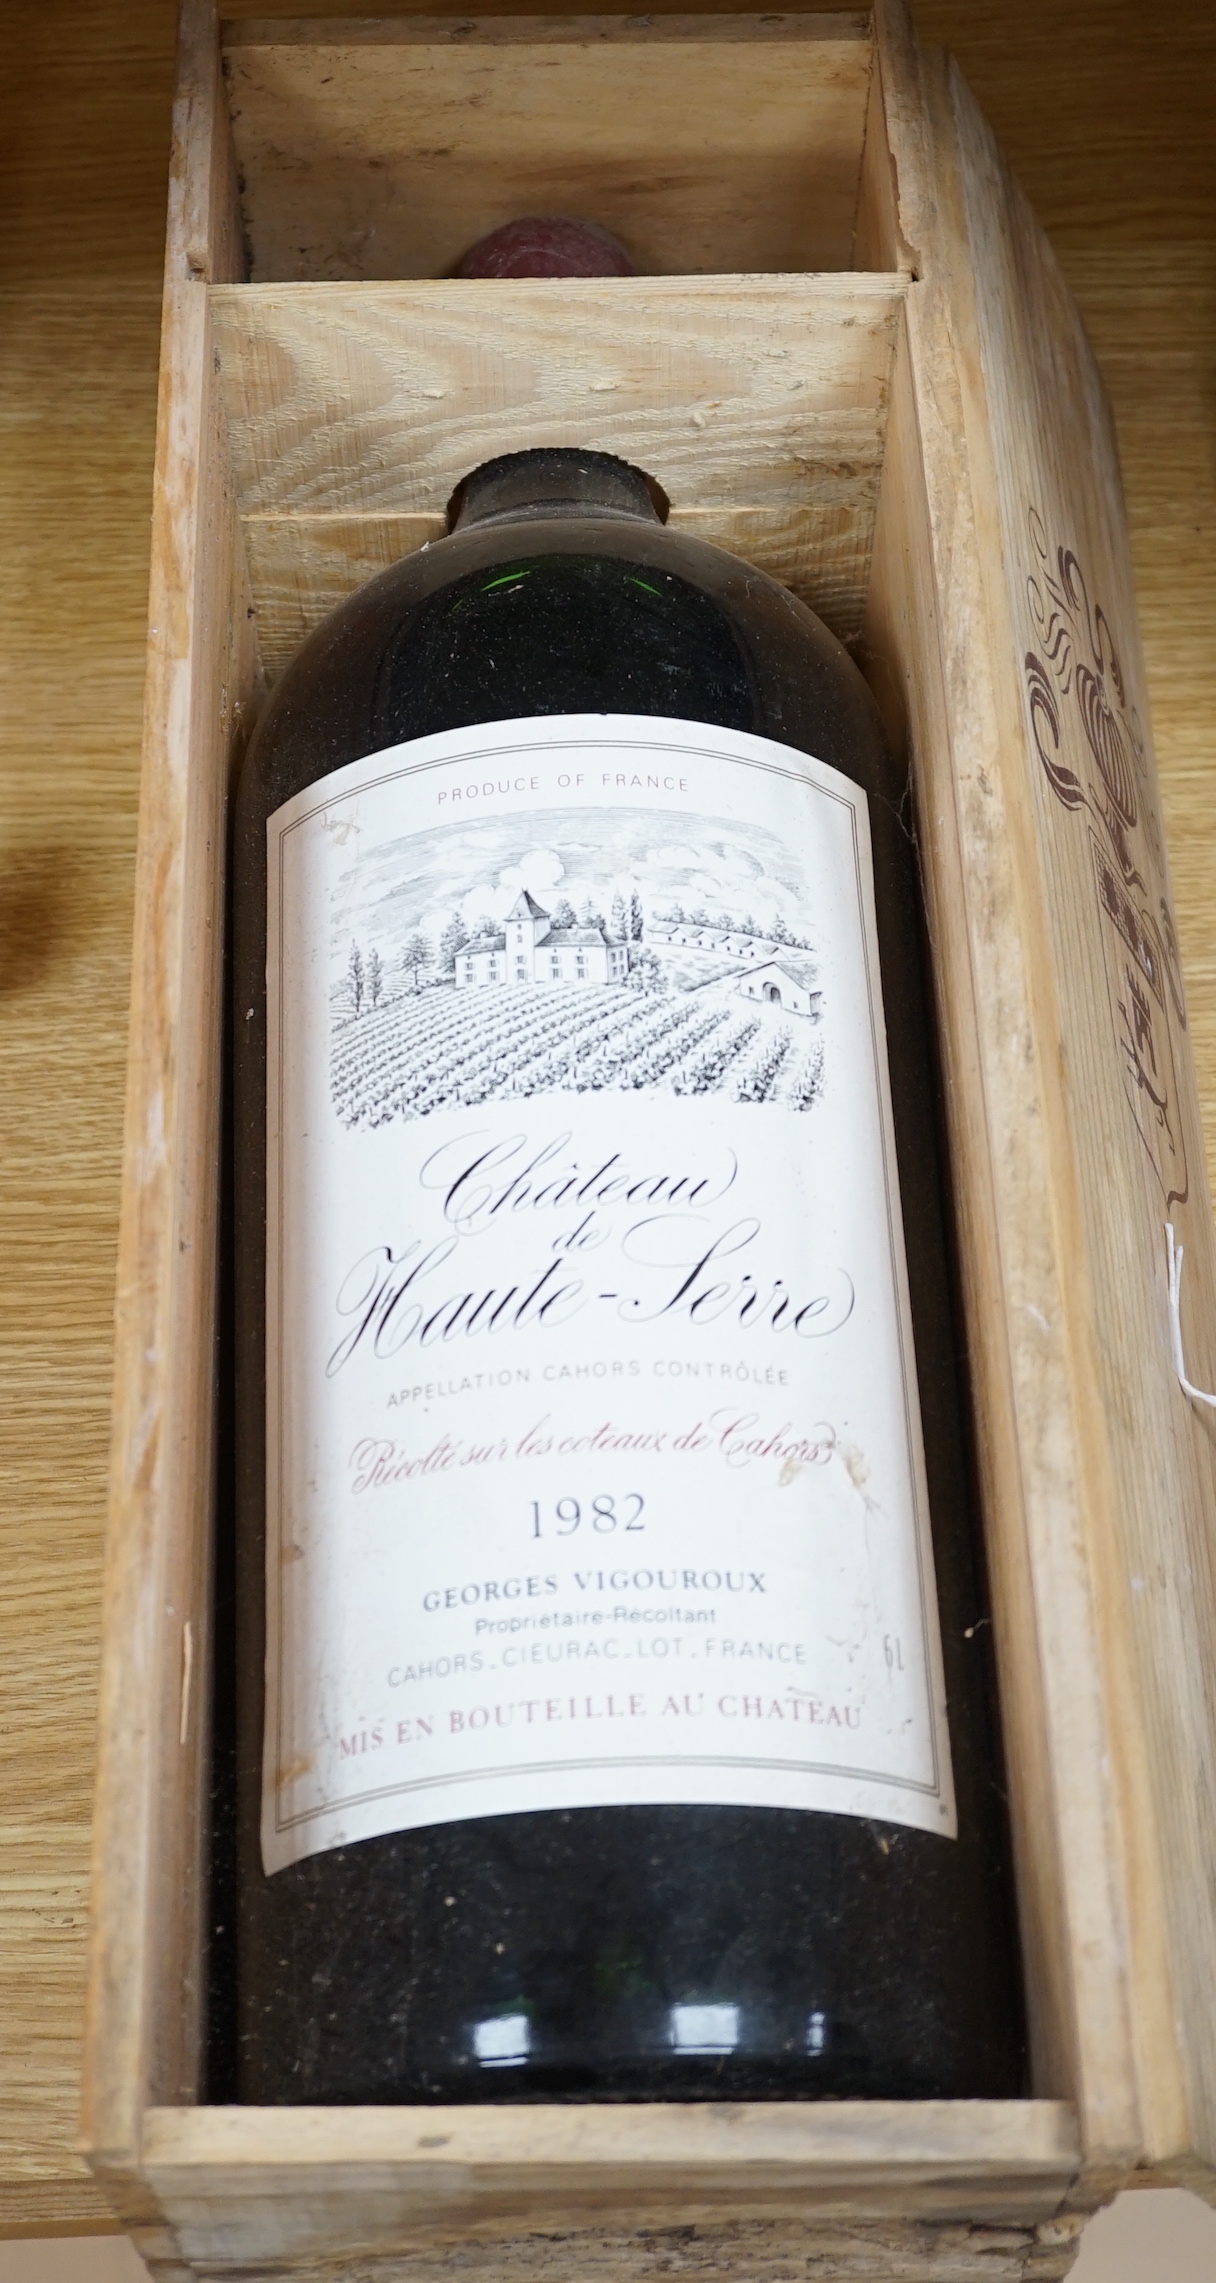 PRODUCE OF FRANCE
Château
de
Haute-Serre
APPELLATION CAHORS CONTRÔLÉE
Récolté sur les coteaux de Cahors
1982
GEORGES VIGOUROUX
Propriétaire-Récoltant
CAHORS.CIEURAC.LOT.FRANCE
6L
MIS EN BOUTEILLE AU CHATEAU